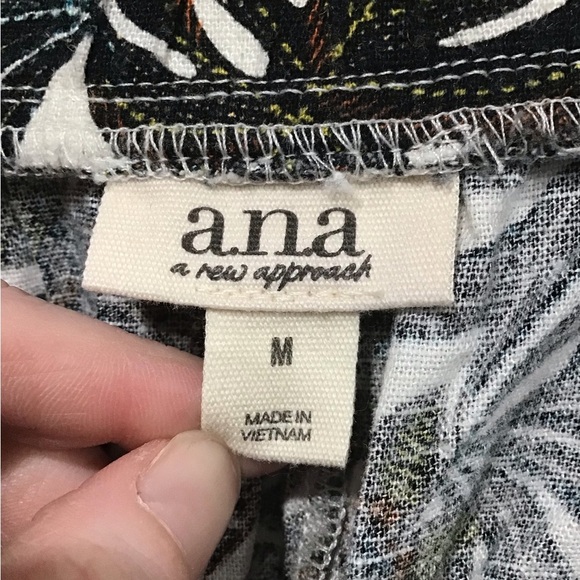 a.n.a
a new approach
M
MADE IN
VIETNAM